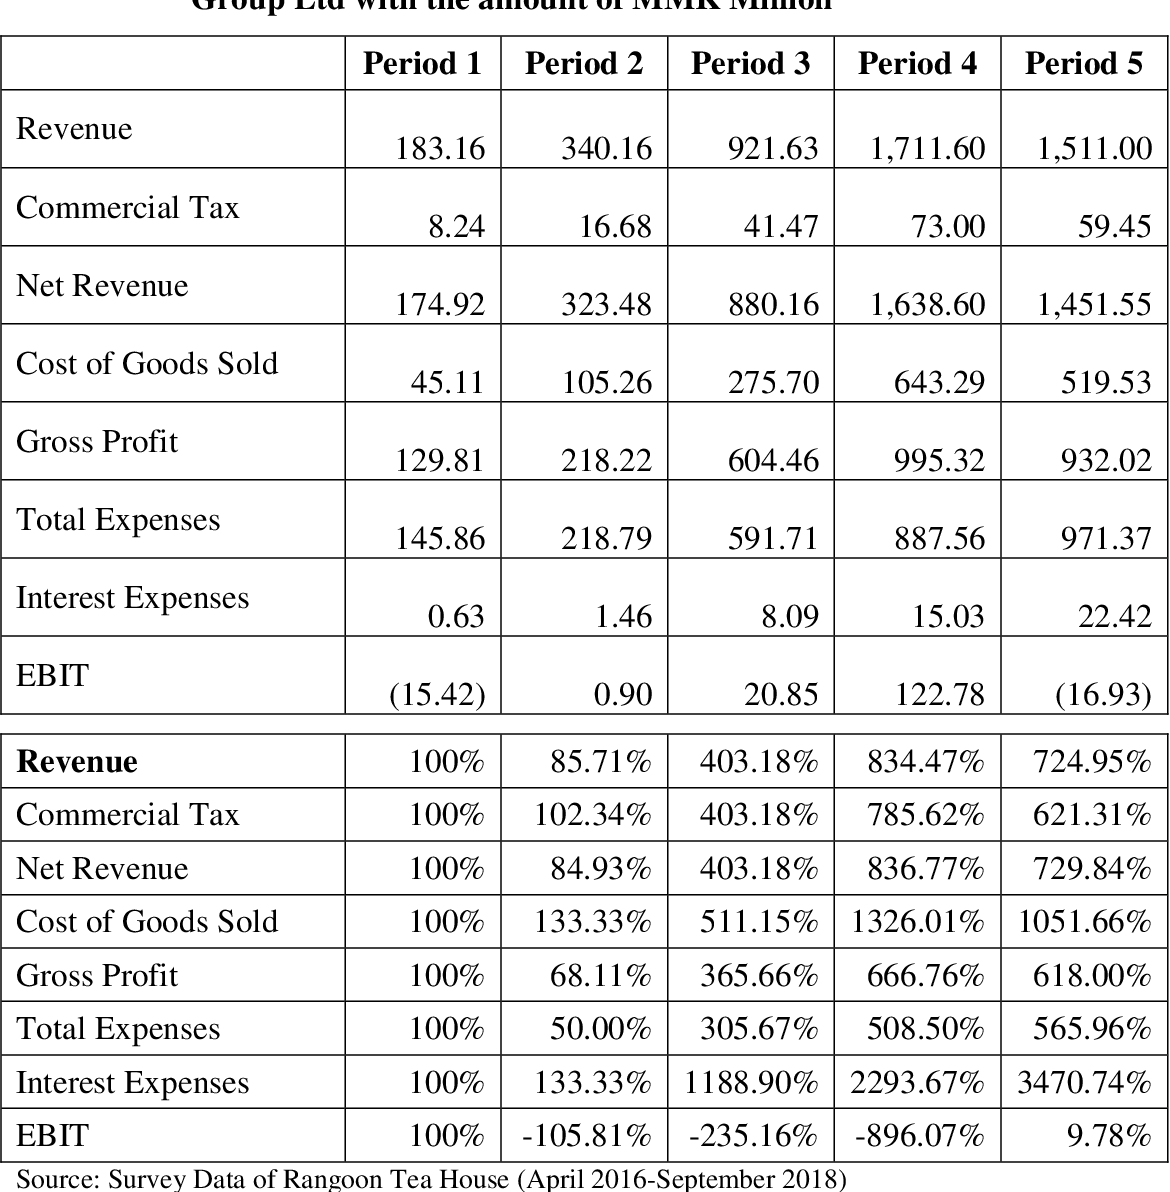 Group Ltd with the amount of MMK Million
Period 1 Period 2 Period 3 Period 4 Period 5
Revenue 183.16 340.16 921.63 1,711.60 1,511.00
Commercial Tax 8.24 16.68 41.47 73.00 59.45
Net Revenue 174.92 323.48 880.16 1,638.60 1,451.55
Cost of Goods Sold 45.11 105.26 275.70 643.29 519.53
Gross Profit 129.81 218.22 604.46 995.32 932.02
Total Expenses 145.86 218.79 591.71 887.56 971.37
Interest Expenses 0.63 1.46 8.09 15.03 22.42
EBIT (15.42) 0.90 20.85 122.78 (16.93)
Revenue 100% 85.71% 403.18% 834.47% 724.95%
Commercial Tax 100% 102.34% 403.18% 785.62% 621.31%
Net Revenue 100% 84.93% 403.18% 836.77% 729.84%
Cost of Goods Sold 100% 133.33% 511.15% 1326.01% 1051.66%
Gross Profit 100% 68.11% 365.66% 666.76% 618.00%
Total Expenses 100% 50.00% 305.67% 508.50% 565.96%
Interest Expenses 100% 133.33% 1188.90% 2293.67% 3470.74%
EBIT 100% -105.81% -235.16% -896.07% 9.78%
Source: Survey Data of Rangoon Tea House (April 2016-September 2018)